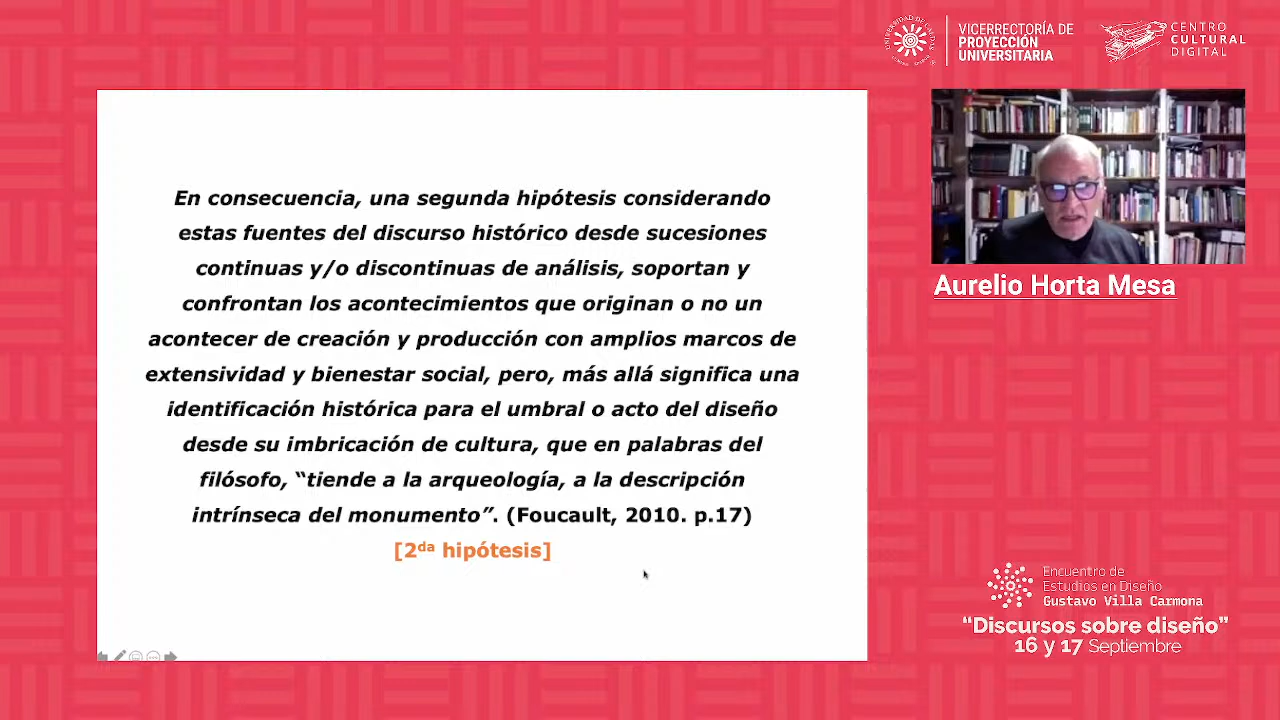 VICERRECTORÍA DE
PROYECCIÓN
UNIVERSITARIA
CENTRO
CULTURAL
DIGITAL
En consecuencia, una segunda hipótesis considerando
estas fuentes del discurso histórico desde sucesiones
continuas y/o discontinuas de análisis, soportan y
confrontan los acontecimientos que originan o no un
acontecer de creación y producción con amplios marcos de
extensividad y bienestar social, pero, más allá significa una
identificación histórica para el umbral o acto del diseño
desde su imbricación de cultura, que en palabras del
filósofo, “tiende a la arqueología, a la descripción
intrínseca del monumento”. (Foucault, 2010. p.17)
[2da hipótesis]
Aurelio Horta Mesa
Encuentro de
Estudios en Diseño
Gustavo Villa Carmona
“Discursos sobre diseño”
16 y 17 Septiembre